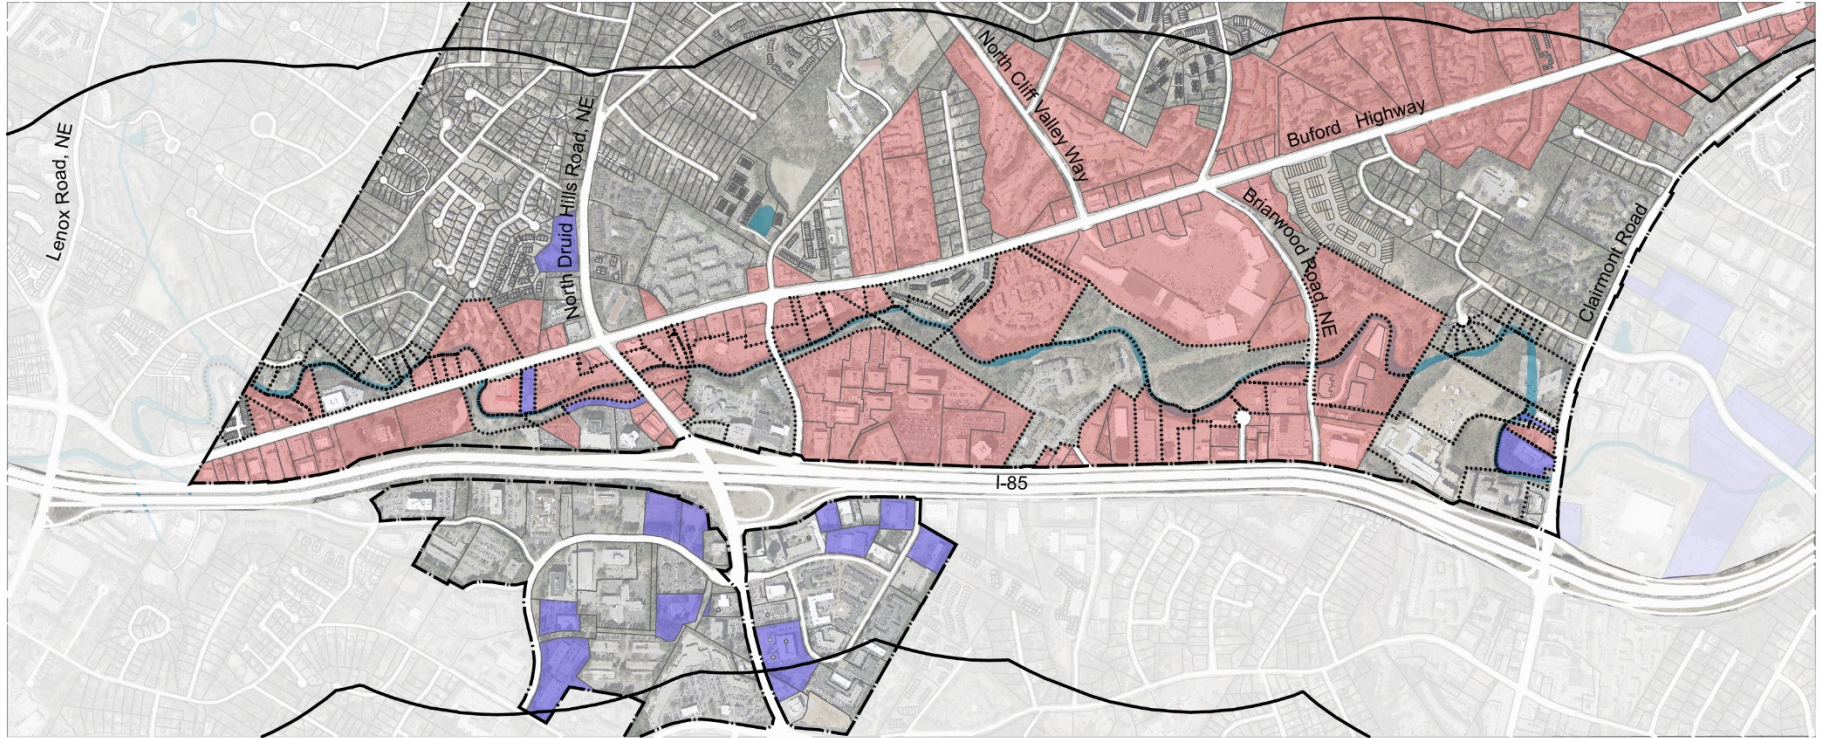 Lenox Road, NE
North Druid Hills Road, NE
North Cliff Valley Way
Buford Highway
Briarwood Road, NE
Clairmont Road
I-85